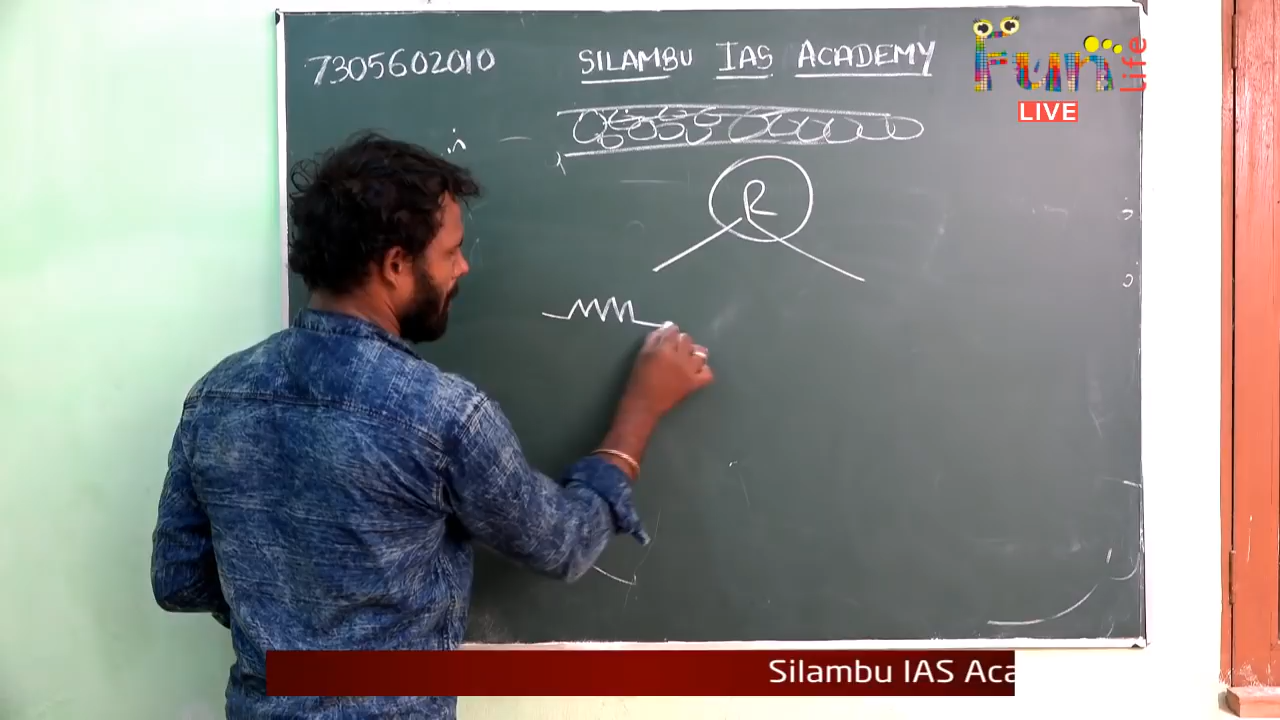 7305602010 SILAMBU IAS ACADEMY
Fun life
LIVE
R
Silambu IAS Aca